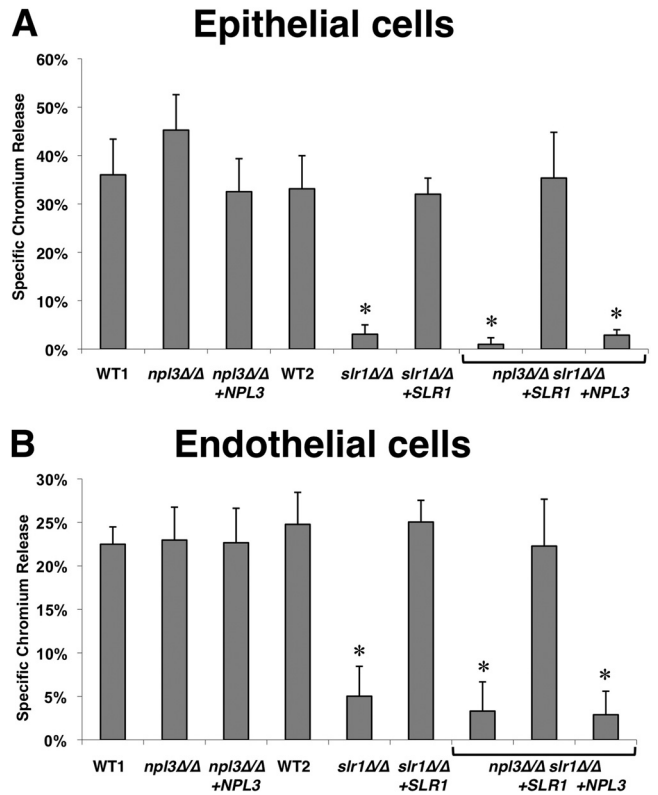 A Epithelial cells
60%
50%
40%
30%
20%
10%
0%
Specific Chromium Release
* * *
WT1 npl3Δ/Δ npl3Δ/Δ WT2 slr1Δ/Δ slr1Δ/Δ npl3Δ/Δ slr1Δ/Δ
+NPL3 +SLR1 +SLR1 +NPL3
B Endothelial cells
30%
25%
20%
15%
10%
5%
0%
Specific Chromium Release
* * *
WT1 npl3Δ/Δ npl3Δ/Δ WT2 slr1Δ/Δ slr1Δ/Δ npl3Δ/Δ slr1Δ/Δ
+NPL3 +SLR1 +SLR1 +NPL3